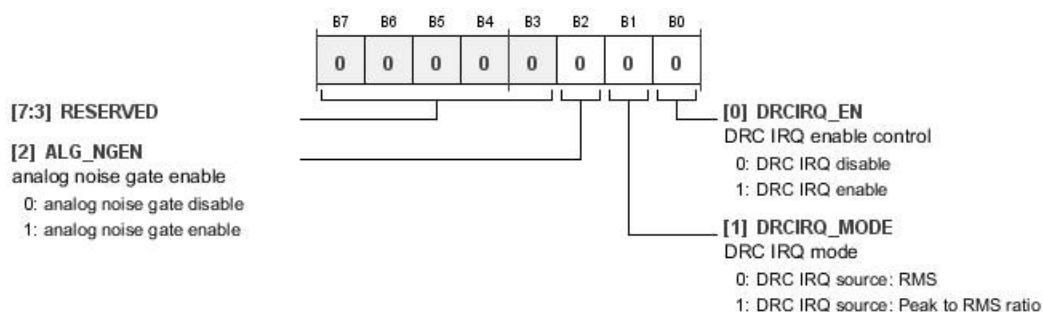 B7 B6 B5 B4 B3 B2 B1 B0
0 0 0 0 0 0 0 0
[7:3] RESERVED
[2] ALG_NGEN
analog noise gate enable
0: analog noise gate disable
1: analog noise gate enable
[0] DRCIRQ_EN
DRC IRQ enable control
0: DRC IRQ disable
1: DRC IRQ enable
[1] DRCIRQ_MODE
DRC IRQ mode
0: DRC IRQ source: RMS
1: DRC IRQ source: Peak to RMS ratio